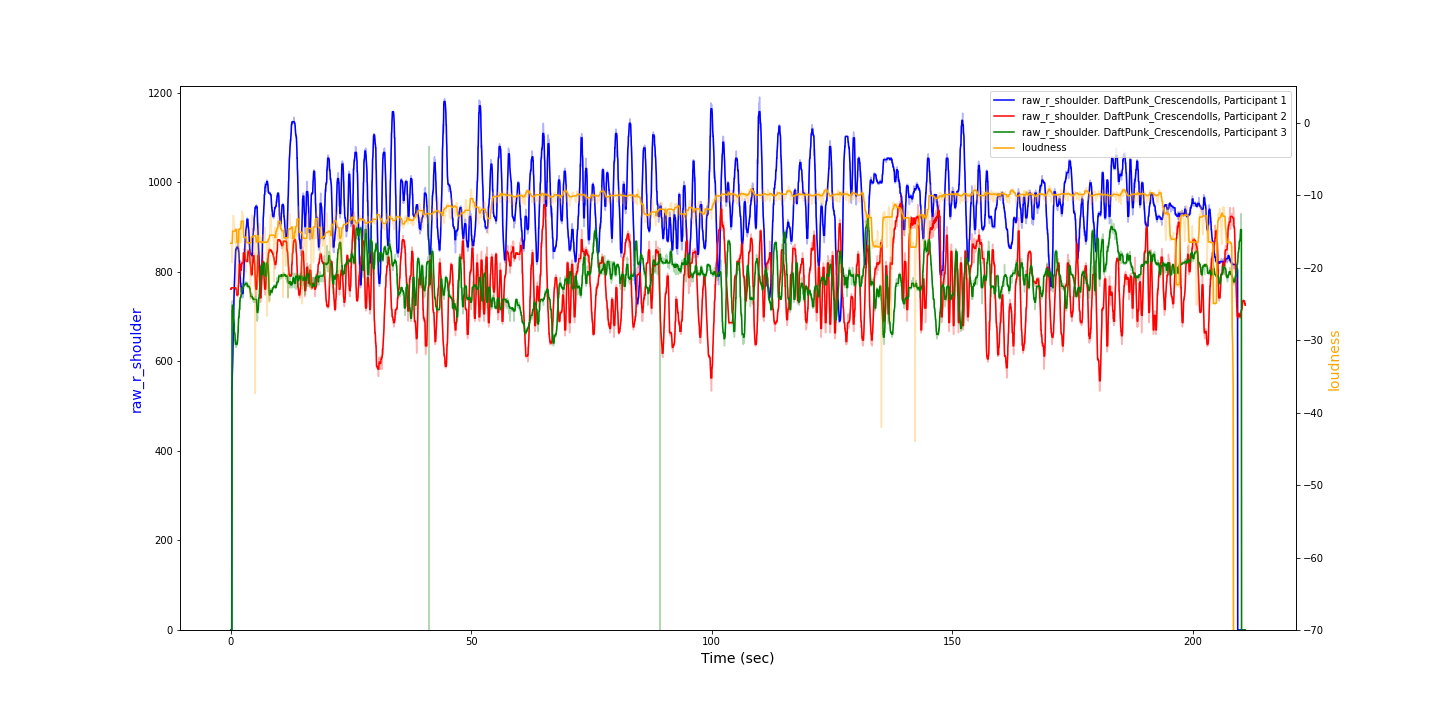 raw_r_shoulder. DaftPunk_Crescendolls, Participant 1
raw_r_shoulder. DaftPunk_Crescendolls, Participant 2
raw_r_shoulder. DaftPunk_Crescendolls, Participant 3
loudness
1200
1000
800
600
400
200
0
raw_r_shoulder
0
−10
−20
−30
−40
−50
−60
−70
loudness
0
50
100
150
200
Time (sec)